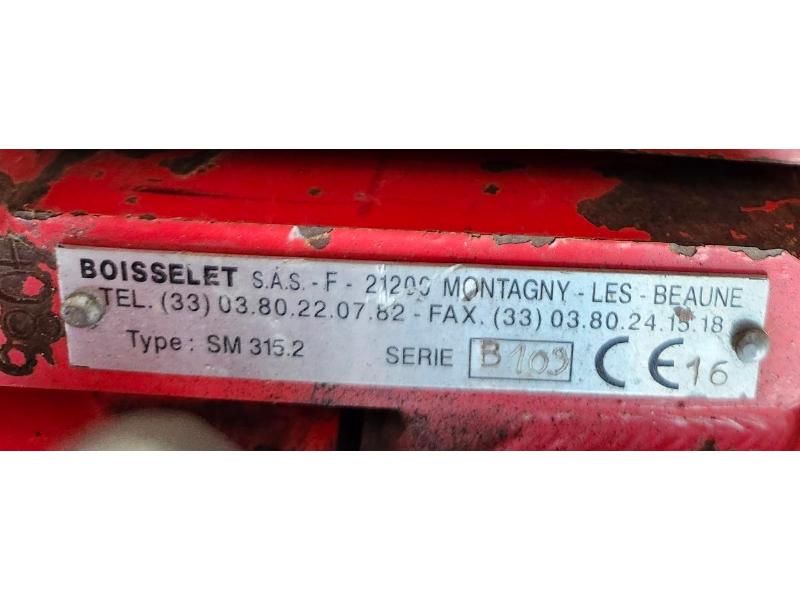 BOISSELET S.A.S. - F - 21200 MONTAGNY - LES - BEAUNE
TEL. (33) 03.80.22.07.82 - FAX. (33) 03.80.24.15.18
Type : SM 315.2 SERIE B109 CE 16